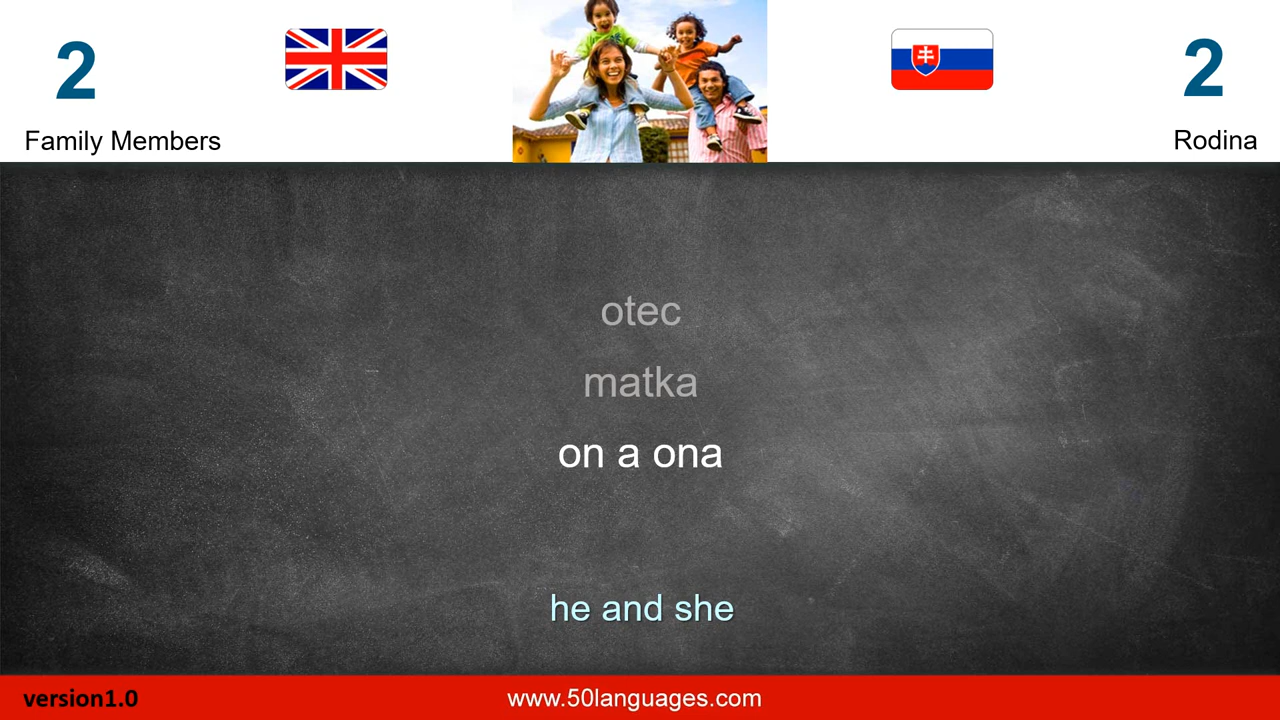 2
2
Family Members
Rodina
otec
matka
on a ona
he and she
version1.0
www.50languages.com